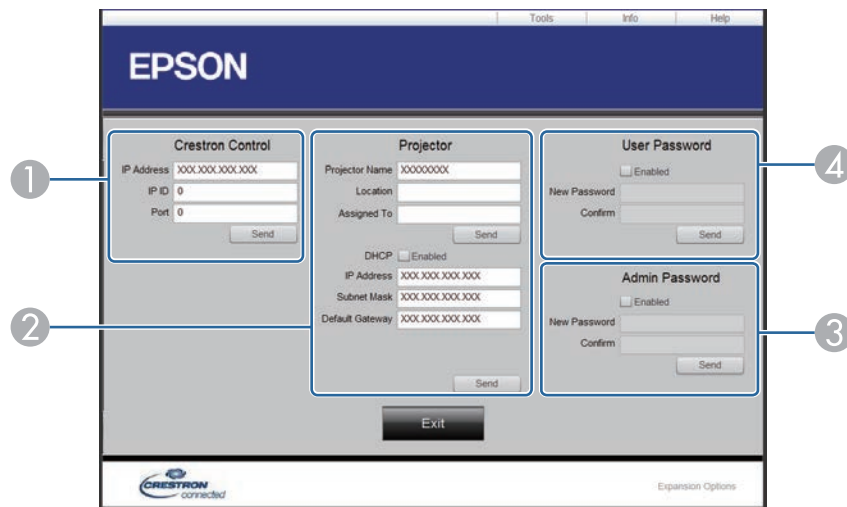 Tools Info Help
EPSON
Crestron Control
IP Address XXX.XXX.XXX.XXX
IP ID 0
Port 0
Send
1
Projector
Projector Name XXXXXXXX
Location
Assigned To
Send
DHCP Enabled
IP Address XXX.XXX.XXX.XXX
Subnet Mask XXX.XXX.XXX.XXX
Default Gateway XXX.XXX.XXX.XXX
Send
2
User Password
Enabled
New Password
Confirm
Send
4
Admin Password
Enabled
New Password
Confirm
Send
3
Exit
CRESTRON
connected
Expansion Options